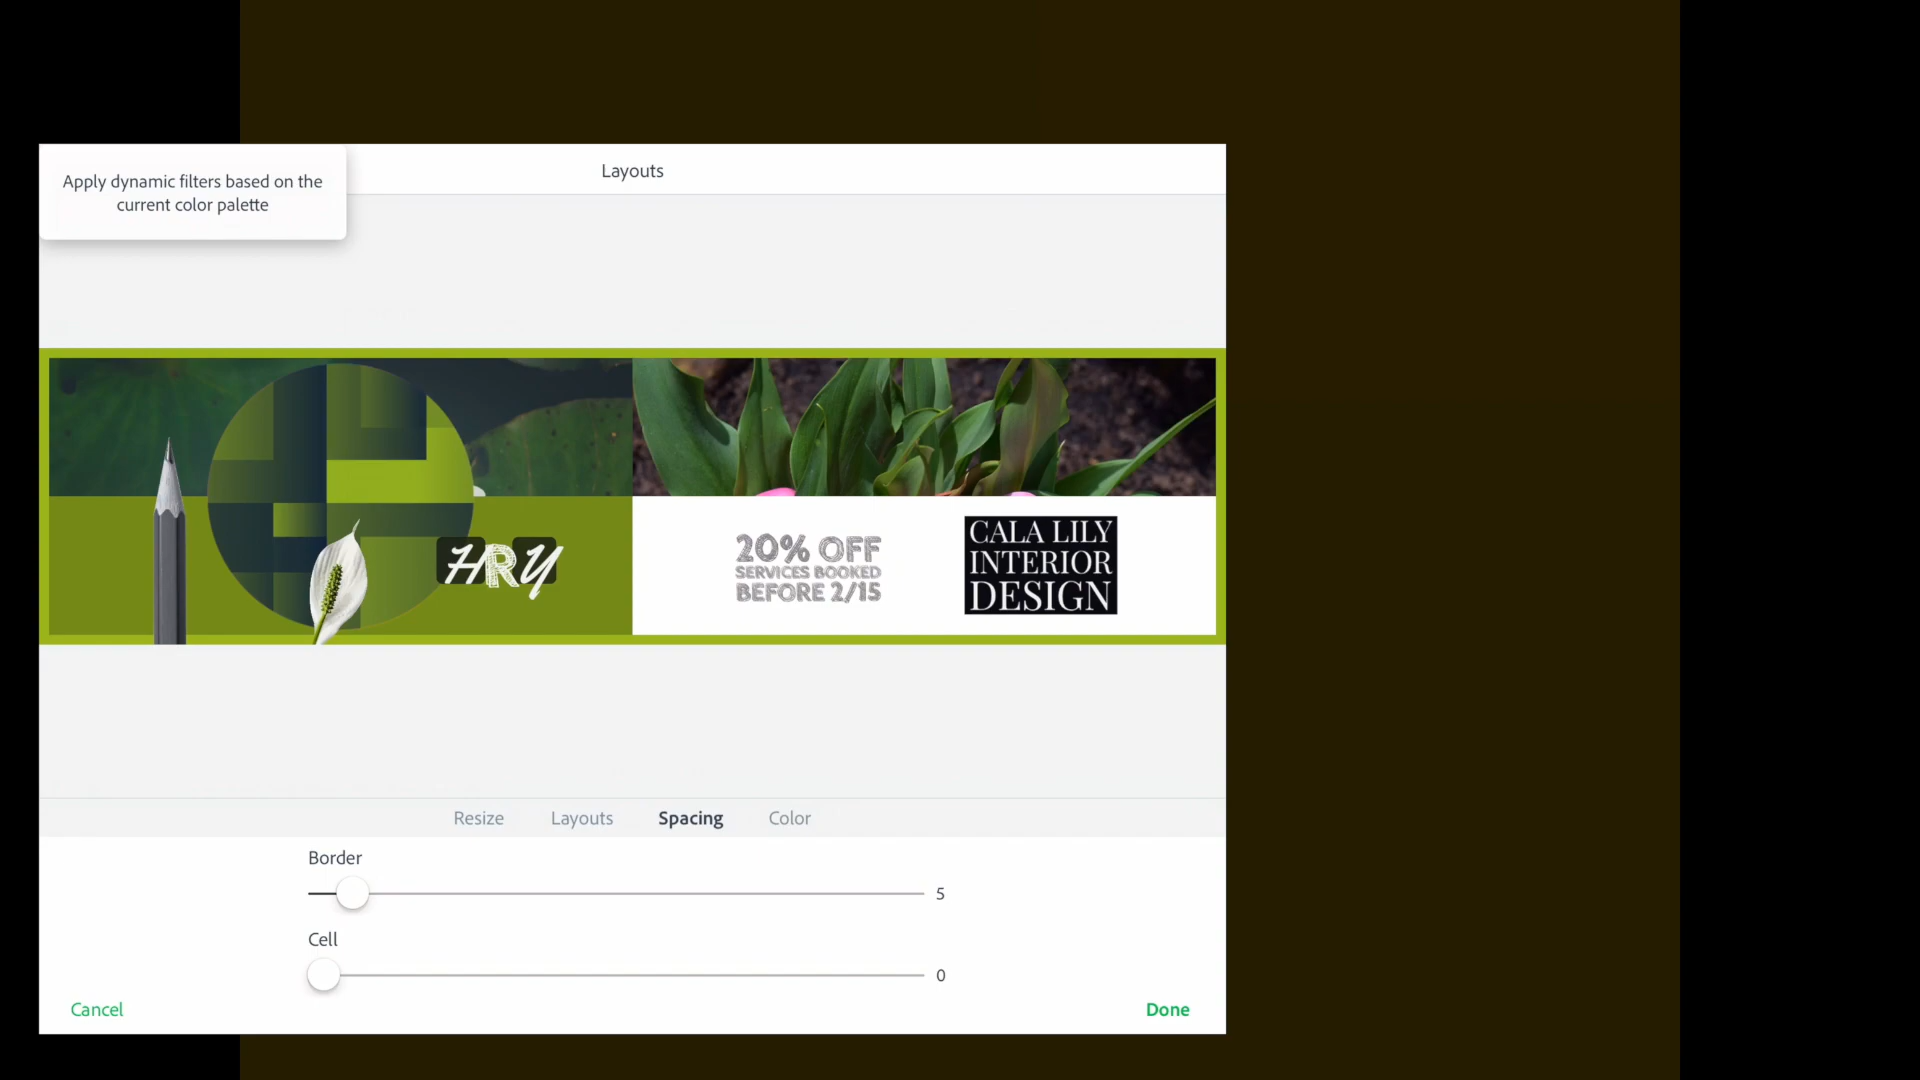 Layouts
Apply dynamic filters based on the
current color palette
HRY
20% OFF
SERVICES BOOKED
BEFORE 2/15
CALA LILY
INTERIOR
DESIGN
Resize
Layouts
Spacing
Color
Border
5
Cell
0
Cancel
Done